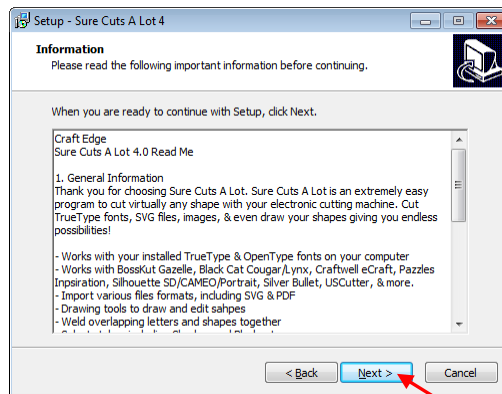 Setup - Sure Cuts A Lot 4
Information
Please read the following important information before continuing.
When you are ready to continue with Setup, click Next.
Craft Edge
Sure Cuts A Lot 4.0 Read Me
1. General Information
Thank you for choosing Sure Cuts A Lot. Sure Cuts A Lot is an extremely easy
program to cut virtually any shape with your electronic cutting machine. Cut
TrueType fonts, SVG files, images, & even draw your shapes giving you endless
possibilities!
- Works with your installed TrueType & OpenType fonts on your computer
- Works with BossKut Gazelle, Black Cat Cougar/Lynx, Craftwell eCraft, Pazzles
Inpsiration, Silhouette SD/CAMEO/Portrait, Silver Bullet, USCutter, & more.
- Import various files formats, including SVG & PDF
- Drawing tools to draw and edit sahpes
- Weld overlapping letters and shapes together
< Back
Next >
Cancel